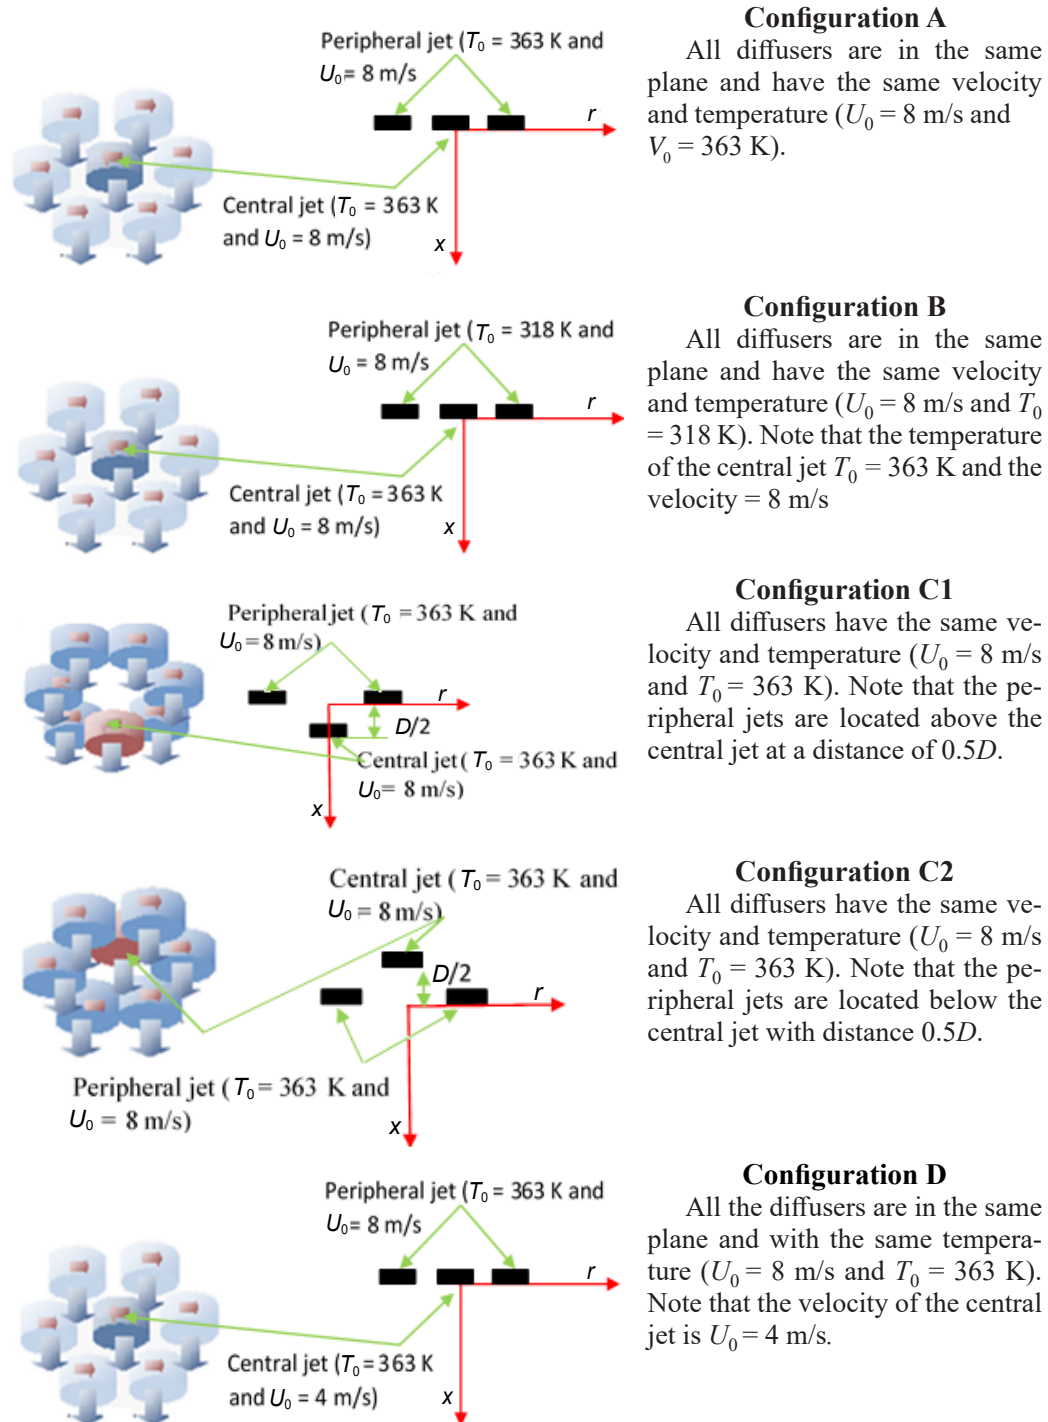 Configuration A
Peripheral jet (T₀ = 363 K and
U₀= 8 m/s)
All diffusers are in the same
plane and have the same velocity
and temperature (U₀ = 8 m/s and
V₀ = 363 K).
r
Central jet (T₀ = 363 K
and U₀ = 8 m/s)
x
Configuration B
Peripheral jet (T₀ = 318 K and
U₀ = 8 m/s
All diffusers are in the same
plane and have the same velocity
and temperature (U₀ = 8 m/s and T₀
= 318 K). Note that the temperature
of the central jet T₀ = 363 K and the
velocity = 8 m/s
r
Central jet (T₀ = 363 K
and U₀ = 8 m/s)
x
Configuration C1
Peripheral jet (T₀ = 363 K and
U₀= 8 m/s)
All diffusers have the same ve-
locity and temperature (U₀ = 8 m/s
and T₀ = 363 K). Note that the pe-
ripheral jets are located above the
central jet at a distance of 0.5D.
r
D/2
Central jet ( T₀ = 363 K and
U₀= 8 m/s)
x
Configuration C2
Central jet ( T₀ = 363 K and
U₀ = 8 m/s)
All diffusers have the same ve-
locity and temperature (U₀ = 8 m/s
and T₀ = 363 K). Note that the pe-
ripheral jets are located below the
central jet with distance 0.5D.
D/2
r
Peripheral jet ( T₀ = 363 K and
U₀ = 8 m/s)
x
Configuration D
Peripheral jet (T₀ = 363 K and
U₀= 8 m/s
All the diffusers are in the same
plane and with the same tempera-
ture (U₀ = 8 m/s and T₀ = 363 K).
Note that the velocity of the central
jet is U₀ = 4 m/s.
r
Central jet (T₀ = 363 K
and U₀ = 4 m/s)
x